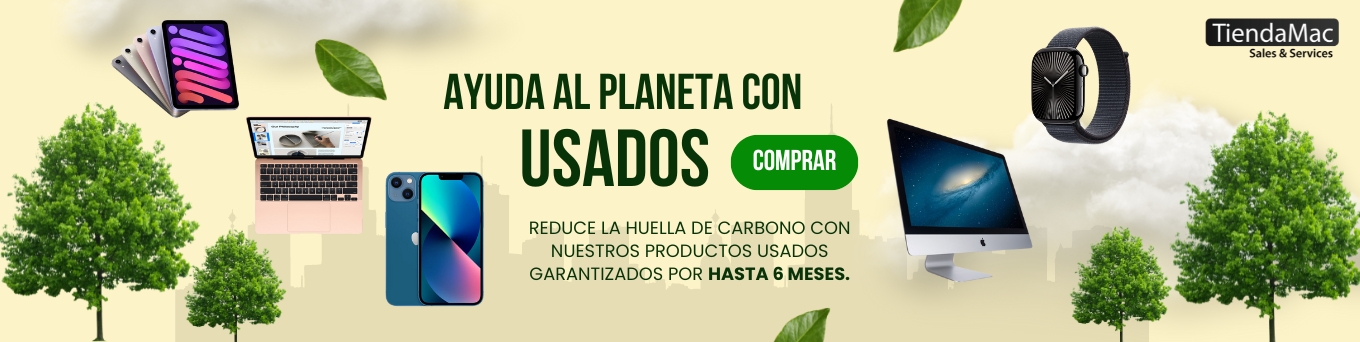 TiendaMac
Sales & Services
AYUDA AL PLANETA CON
USADOS
COMPRAR
REDUCE LA HUELLA DE CARBONO CON
NUESTROS PRODUCTOS USADOS
GARANTIZADOS POR HASTA 6 MESES.